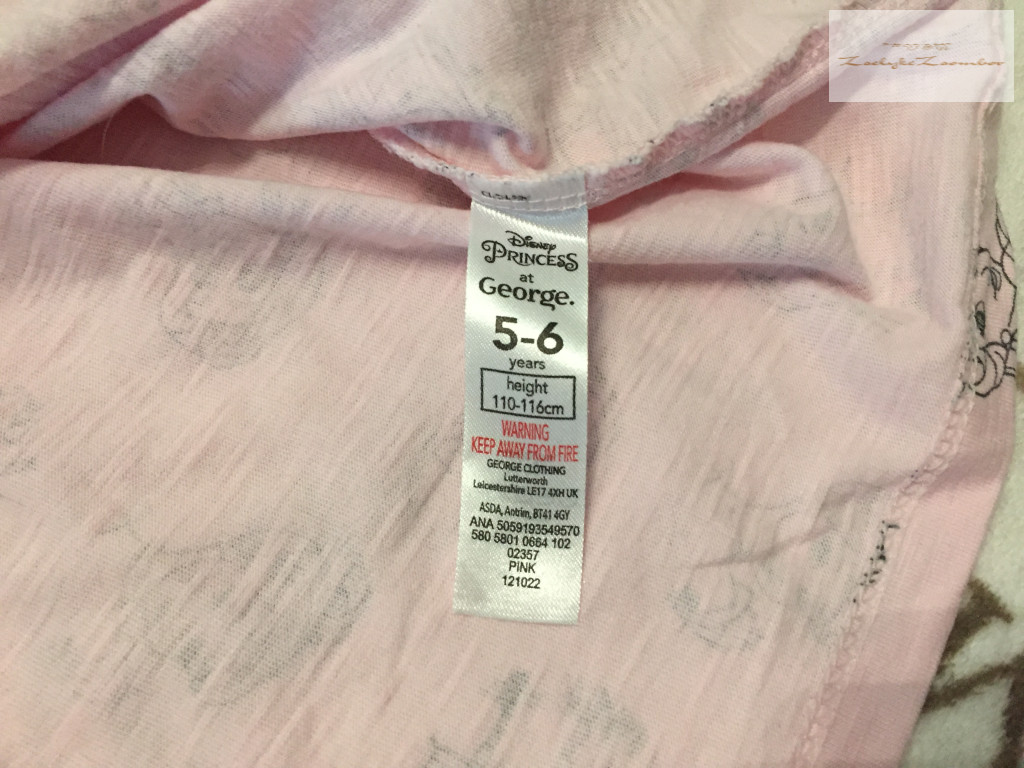 Disney
PRINCESS
at
George.
5-6
years
height
110-116cm
WARNING
KEEP AWAY FROM FIRE
GEORGE CLOTHING
Lutterworth
Leicestershire LE17 4XH UK
ASDA, Antrim, BT41 4GY
ANA 5059193549570
580 5801 0664 102
02357
PINK
121022